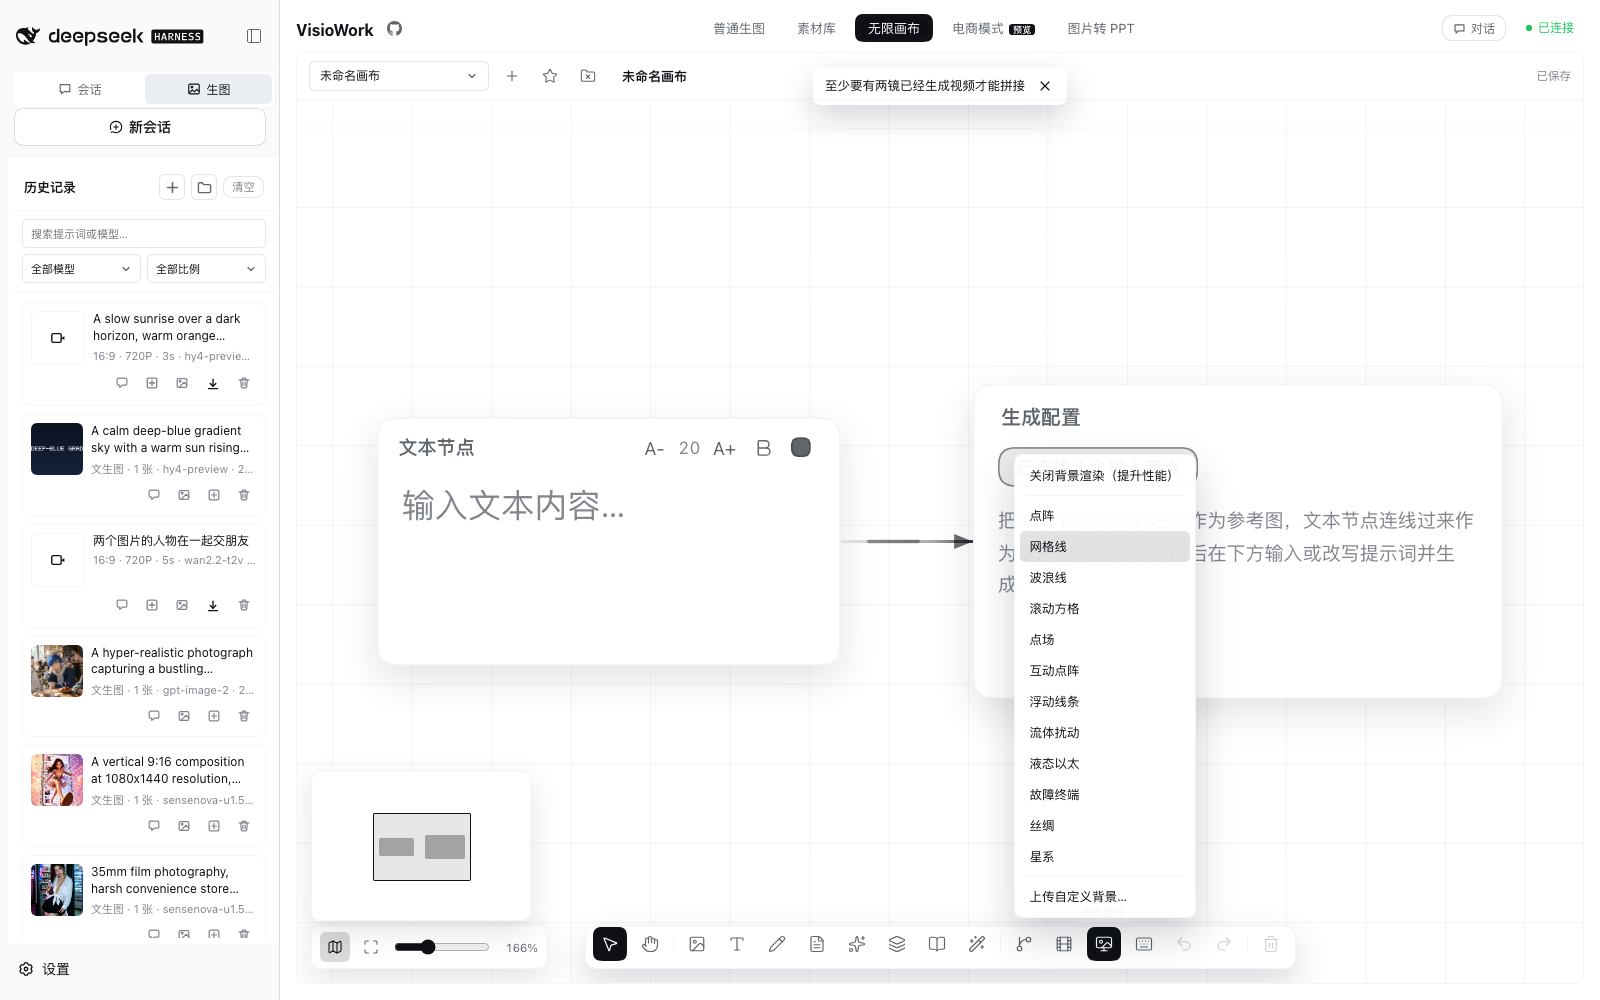 deepseek HARNESS
会话
生图
新会话
历史记录
清空
搜索提示词或模型...
全部模型
全部比例
A slow sunrise over a dark
horizon, warm orange...
16:9 · 720P · 3s · hy4-previe...
A calm deep-blue gradient
sky with a warm sun rising...
文生图 · 1 张 · hy4-preview · 2...
两个图片的人物在一起交朋友
16:9 · 720P · 5s · wan2.2-t2v ...
A hyper-realistic photograph
capturing a bustling...
文生图 · 1 张 · gpt-image-2 · 2...
A vertical 9:16 composition
at 1080x1440 resolution,...
文生图 · 1 张 · sensenova-u1.5...
35mm film photography,
harsh convenience store...
文生图 · 1 张 · sensenova-u1.5...
设置
VisioWork
普通生图
素材库
无限画布
电商模式 预览
图片转 PPT
对话
已连接
未命名画布
未命名画布
至少要有两镜已经生成视频才能拼接
已保存
文本节点
A- 20 A+ B
输入文本内容...
生成配置
把
作为参考图，文本节点连线过来作
为
后在下方输入或改写提示词并生
成
关闭背景渲染（提升性能）
点阵
网格线
波浪线
滚动方格
点场
互动点阵
浮动线条
流体扰动
液态以太
故障终端
丝绸
星系
上传自定义背景...
166%